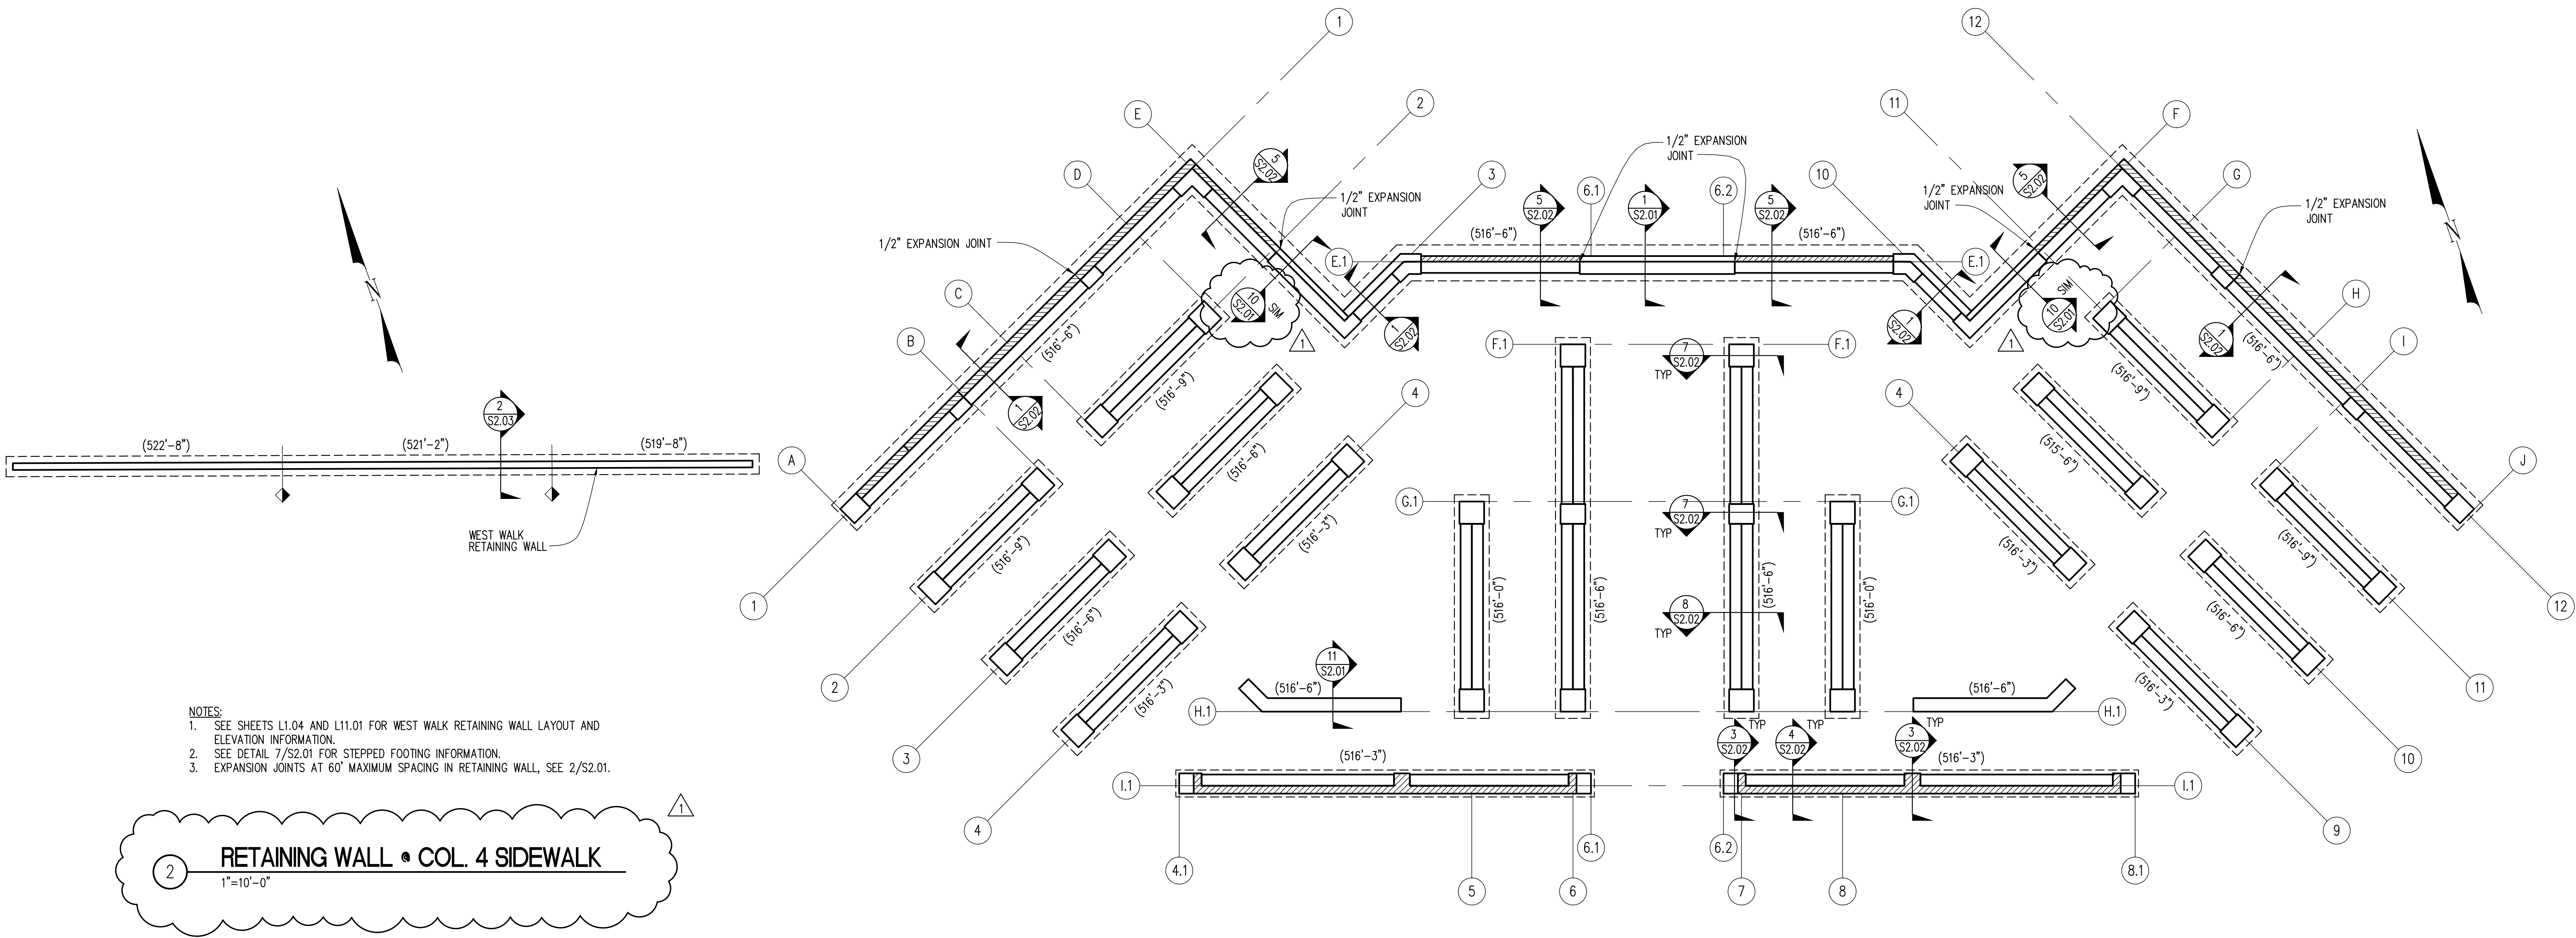 1
12
2
11
E
F
D
G
3
10
C
H
B
I
A
J
5
S2.02
5
S2.02
1/2" EXPANSION
JOINT
1/2" EXPANSION
JOINT
1/2" EXPANSION
JOINT
1/2" EXPANSION
JOINT
1/2" EXPANSION JOINT
6.1
6.2
5
S2.02
1
S2.01
5
S2.02
(516'-6")
(516'-6")
E.1
E.1
N
N
10
S2.01
SIM
10
S2.01
SIM
1
1
1
S2.02
1
S2.02
1
S2.02
1
S2.02
(516'-6")
(516'-6")
(516'-9")
(516'-9")
F.1
F.1
7
S2.02
TYP
4
4
2
S2.03
(522'-8")
(521'-2")
(519'-8")
WEST WALK
RETAINING WALL
(516'-6")
(515'-6")
(516'-3")
(516'-3")
G.1
G.1
7
S2.02
TYP
(516'-9")
(516'-9")
(516'-0")
(516'-6")
(516'-6")
(516'-0")
8
S2.02
TYP
1
12
(516'-6")
(516'-6")
2
11
(516'-3")
(516'-3")
11
S2.01
(516'-6")
(516'-6")
H.1
H.1
3
10
3
S2.02
TYP
4
S2.02
TYP
3
S2.02
TYP
(516'-3")
(516'-3")
I.1
I.1
4
9
4.1
5
6
6.1
6.2
7
8
8.1
NOTES:
1. SEE SHEETS L1.04 AND L11.01 FOR WEST WALK RETAINING WALL LAYOUT AND
ELEVATION INFORMATION.
2. SEE DETAIL 7/S2.01 FOR STEPPED FOOTING INFORMATION.
3. EXPANSION JOINTS AT 60' MAXIMUM SPACING IN RETAINING WALL, SEE 2/S2.01.
1
2
RETAINING WALL @ COL. 4 SIDEWALK
1"=10'-0"